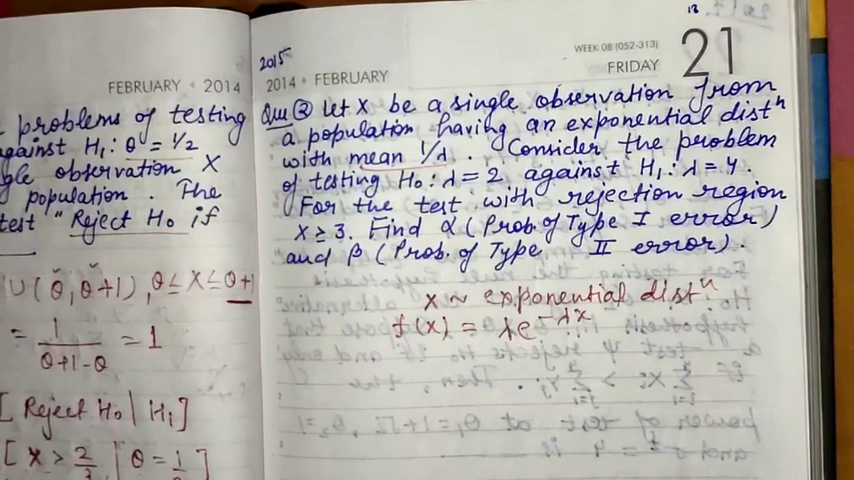 FEBRUARY • 2014
problems of testing
against H₁: θ = 1/2
gle observation X
population. The
test "Reject H₀ if
U(θ, θ+1), θ ≤ X ≤ θ+1
= 1/(θ+1-θ) = 1
[Reject H₀ | H₁]
[X > 2/3 | θ = 1/
2015
2014 • FEBRUARY
WEEK 08 (052-313)
FRIDAY
21
Que ② Let X be a single observation from
a population having an exponential distⁿ
with mean 1/λ. Consider the problem
of testing H₀: λ = 2 against H₁: λ = 4.
For the test with rejection region
X ≥ 3. Find α (Prob. of Type I error)
and β (Prob. of Type II error).
X ~ exponential distⁿ
f(x) = λe^{-λx}